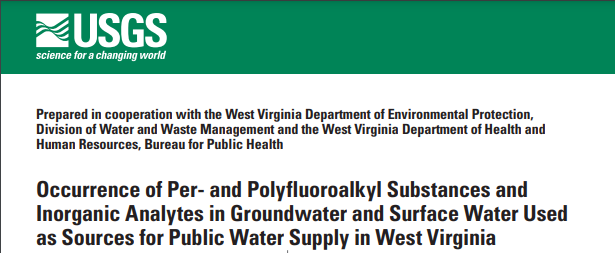 USGS
science for a changing world
Prepared in cooperation with the West Virginia Department of Environmental Protection,
Division of Water and Waste Management and the West Virginia Department of Health and
Human Resources, Bureau for Public Health
Occurrence of Per- and Polyfluoroalkyl Substances and
Inorganic Analytes in Groundwater and Surface Water Used
as Sources for Public Water Supply in West Virginia